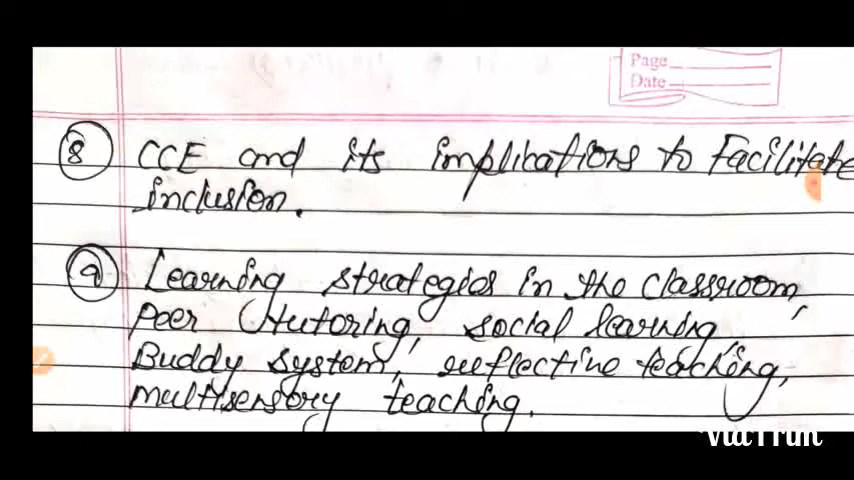 Page
Date
8 CCE and its implications to Facilitate
inclusion.
9 Learning strategies in the classroom,
Peer tutoring, social learning,
Buddy system, reflective teaching,
multisensory teaching.
VivaTrim